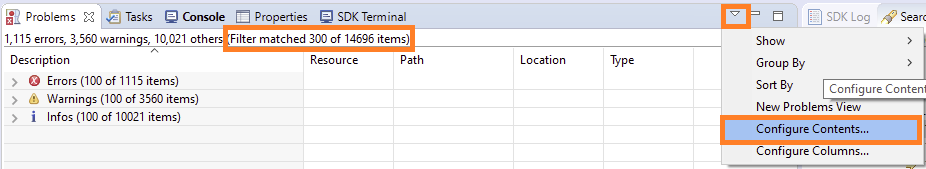 Problems Tasks Console Properties SDK Terminal SDK Log Sear
1,115 errors, 3,560 warnings, 10,021 others (Filter matched 300 of 14696 items)
Description Resource Path Location Type
Errors (100 of 1115 items)
Warnings (100 of 3560 items)
Infos (100 of 10021 items)
Show
Group By
Sort By
Configure Conten
New Problems View
Configure Contents...
Configure Columns...